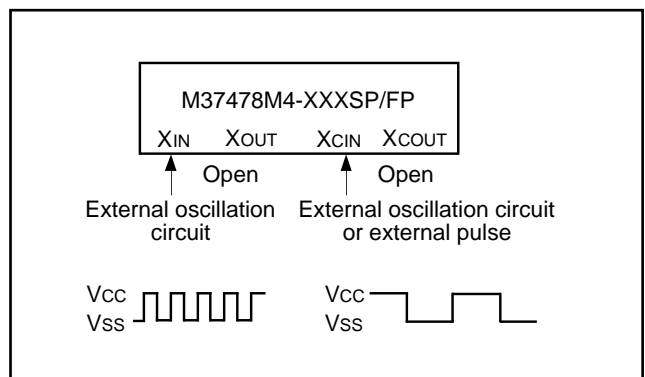 M37478M4-XXXSP/FP
XIN XOUT XCIN XCOUT
Open Open
External oscillation circuit
External oscillation circuit or external pulse
VCC
VSS
VCC
VSS